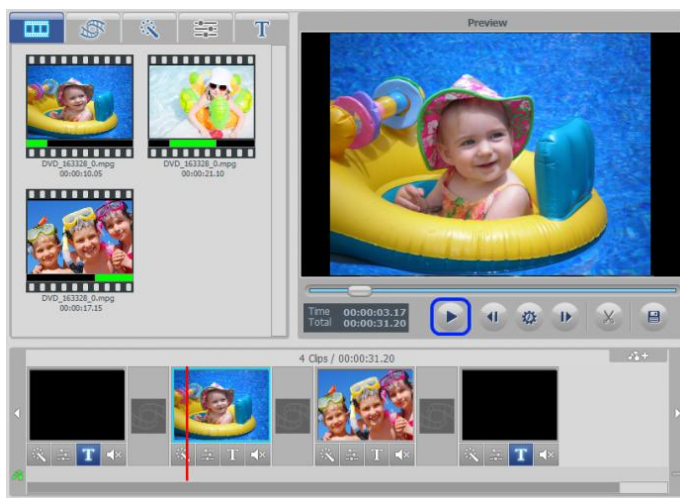 T
Preview
DVD_163328_0.mpg
00:00:10.05
DVD_163328_0.mpg
00:00:21.10
DVD_163328_0.mpg
00:00:17.15
Time 00:00:03.17
Total 00:00:31.20
4 Clips / 00:00:31.20
T
T
T
T